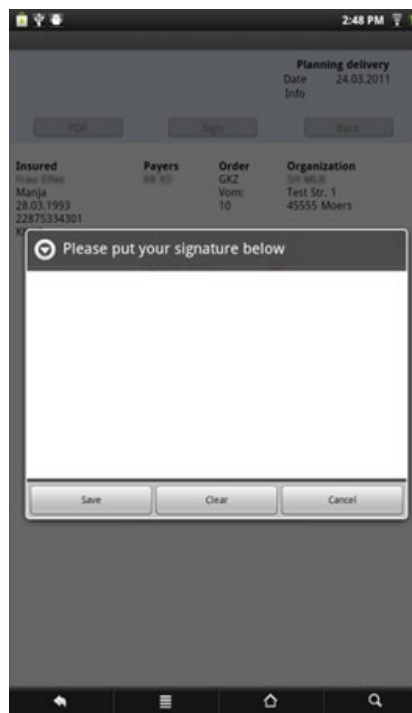 2:48 PM
Planning delivery
Date 24.03.2011
Info
PDF Sign Back
Insured Payers Order Organization
Manja GKZ Test Str. 1
28.03.1993 Vom: 45555 Moers
22875334301 10
Please put your signature below
Save Clear Cancel